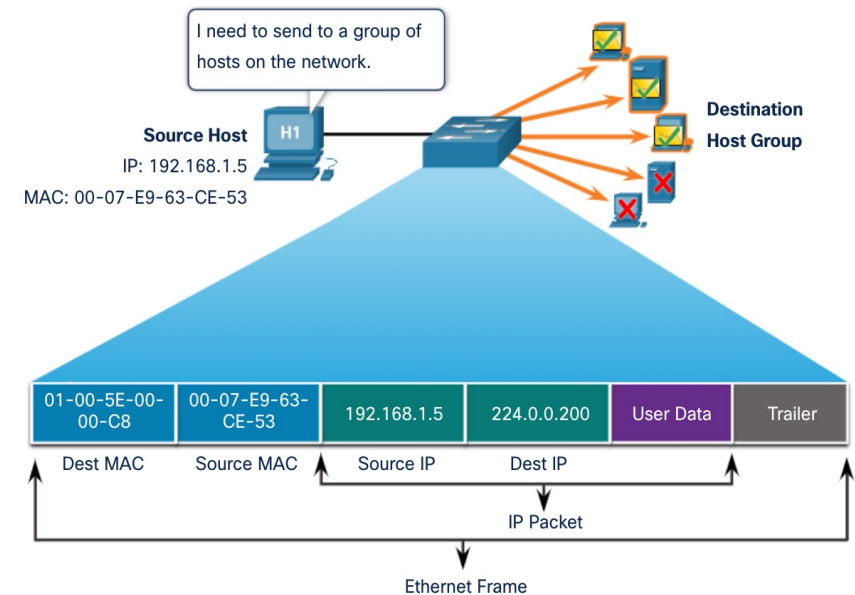 I need to send to a group of
hosts on the network.
H1
Source Host
IP: 192.168.1.5
MAC: 00-07-E9-63-CE-53
Destination
Host Group
01-00-5E-00-
00-C8
00-07-E9-63-
CE-53
192.168.1.5
224.0.0.200
User Data
Trailer
Dest MAC
Source MAC
Source IP
Dest IP
IP Packet
Ethernet Frame